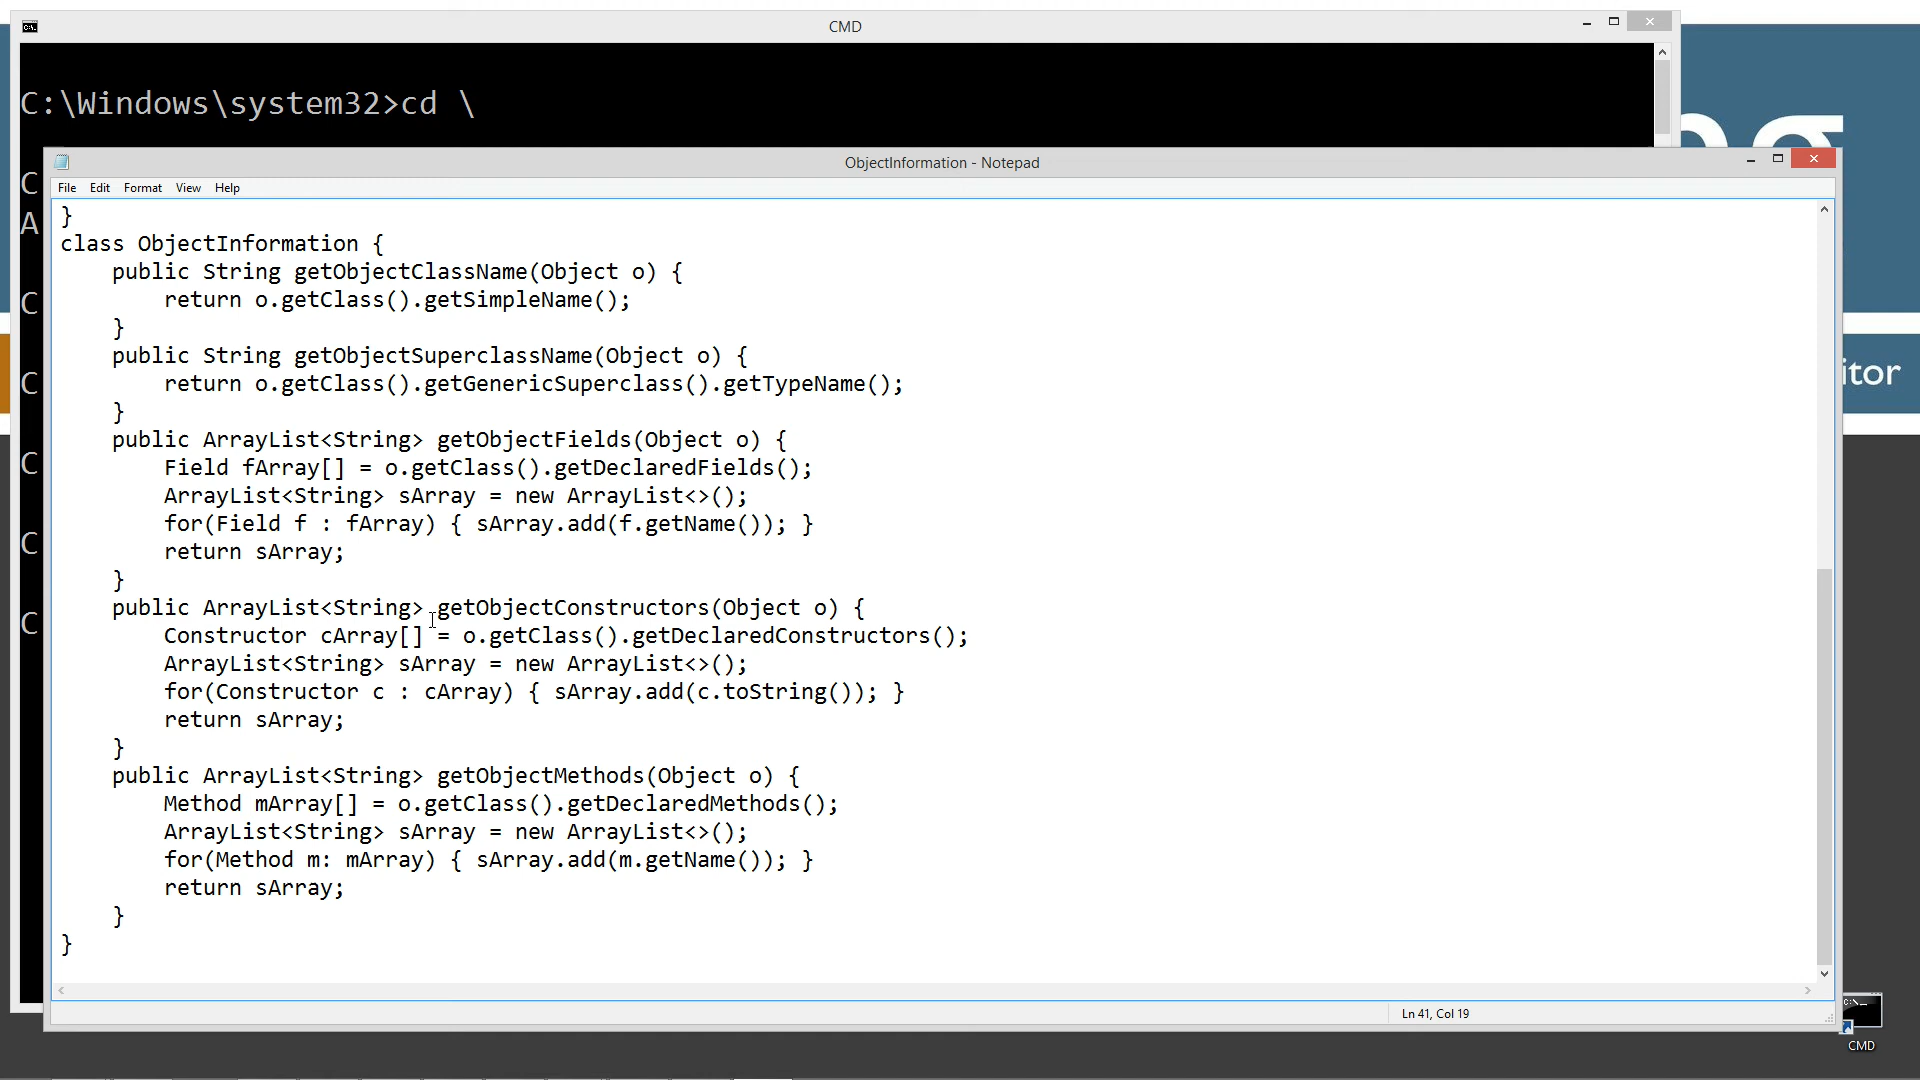 CMD
C:\Windows\system32>cd \
C
A
C
C
C
C
C
ObjectInformation - Notepad
File Edit Format View Help
}
class ObjectInformation {
    public String getObjectClassName(Object o) {
        return o.getClass().getSimpleName();
    }
    public String getObjectSuperclassName(Object o) {
        return o.getClass().getGenericSuperclass().getTypeName();
    }
    public ArrayList<String> getObjectFields(Object o) {
        Field fArray[] = o.getClass().getDeclaredFields();
        ArrayList<String> sArray = new ArrayList<>();
        for(Field f : fArray) { sArray.add(f.getName()); }
        return sArray;
    }
    public ArrayList<String> getObjectConstructors(Object o) {
        Constructor cArray[] = o.getClass().getDeclaredConstructors();
        ArrayList<String> sArray = new ArrayList<>();
        for(Constructor c : cArray) { sArray.add(c.toString()); }
        return sArray;
    }
    public ArrayList<String> getObjectMethods(Object o) {
        Method mArray[] = o.getClass().getDeclaredMethods();
        ArrayList<String> sArray = new ArrayList<>();
        for(Method m: mArray) { sArray.add(m.getName()); }
        return sArray;
    }
}
Ln 41, Col 19
itor
CMD